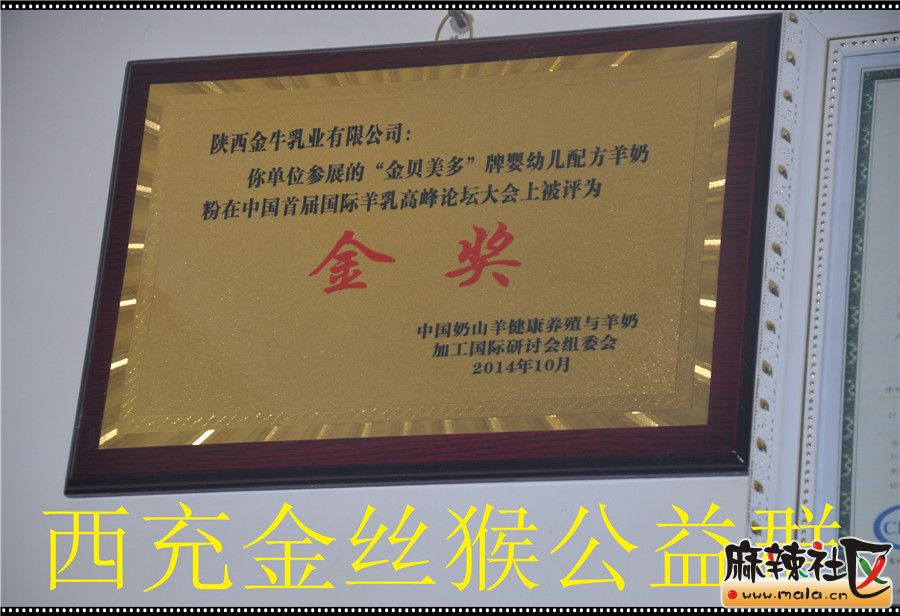 陕西金牛乳业有限公司：
你单位参展的“金贝美多”牌婴幼儿配方羊奶
粉在中国首届国际羊乳高峰论坛大会上被评为
金 奖
中国奶山羊健康养殖与羊奶
加工国际研讨会组委会
2014年10月
西充金丝猴公益群
麻辣社区
www.mala.cn